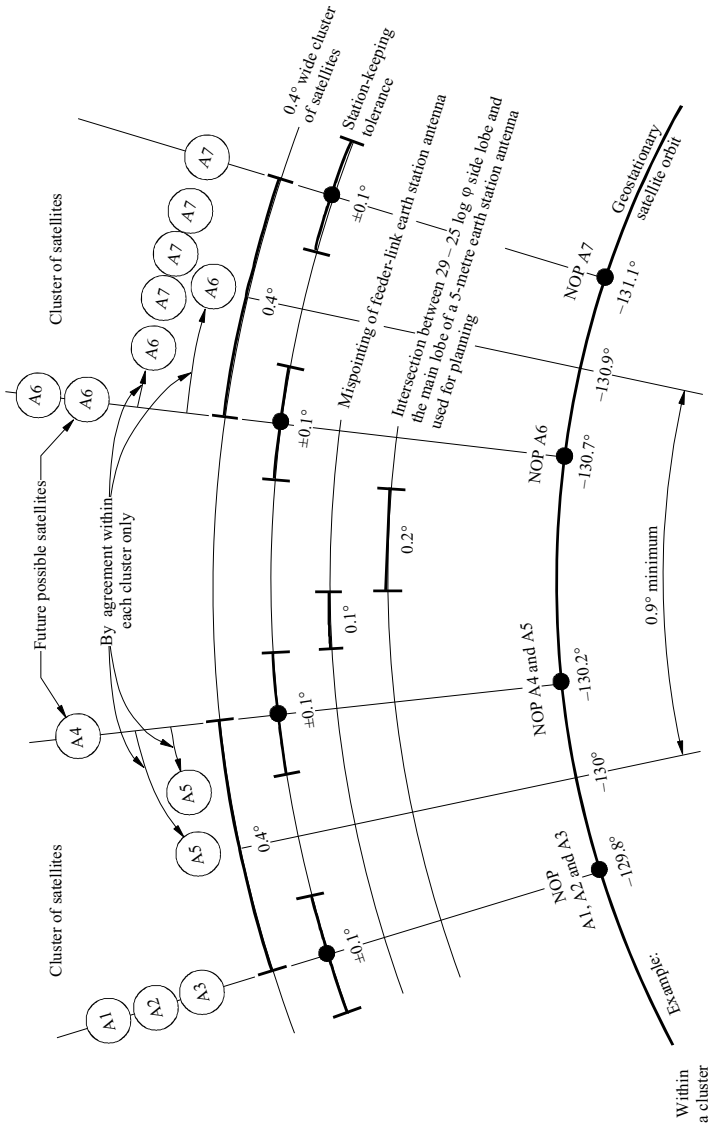 Cluster of satellites
Cluster of satellites
Future possible satellites
By agreement within
each cluster only
A1
A2
A3
A5
A5
A4
A6
A6
A6
A6
A7
A7
A7
A7
0.4° wide cluster
of satellites
Station-keeping
tolerance
Mispointing of feeder-link earth station antenna
Intersection between 29 – 25 log φ side lobe and
the main lobe of a 5-metre earth station antenna
used for planning
0.4°
0.4°
±0.1°
±0.1°
±0.1°
±0.1°
0.1°
0.2°
NOP
A1, A2 and A3
–129.8°
–130°
NOP A4 and A5
–130.2°
NOP A6
–130.7°
–130.9°
NOP A7
–131.1°
Geostationary
satellite orbit
0.9° minimum
Example:
Within
a cluster